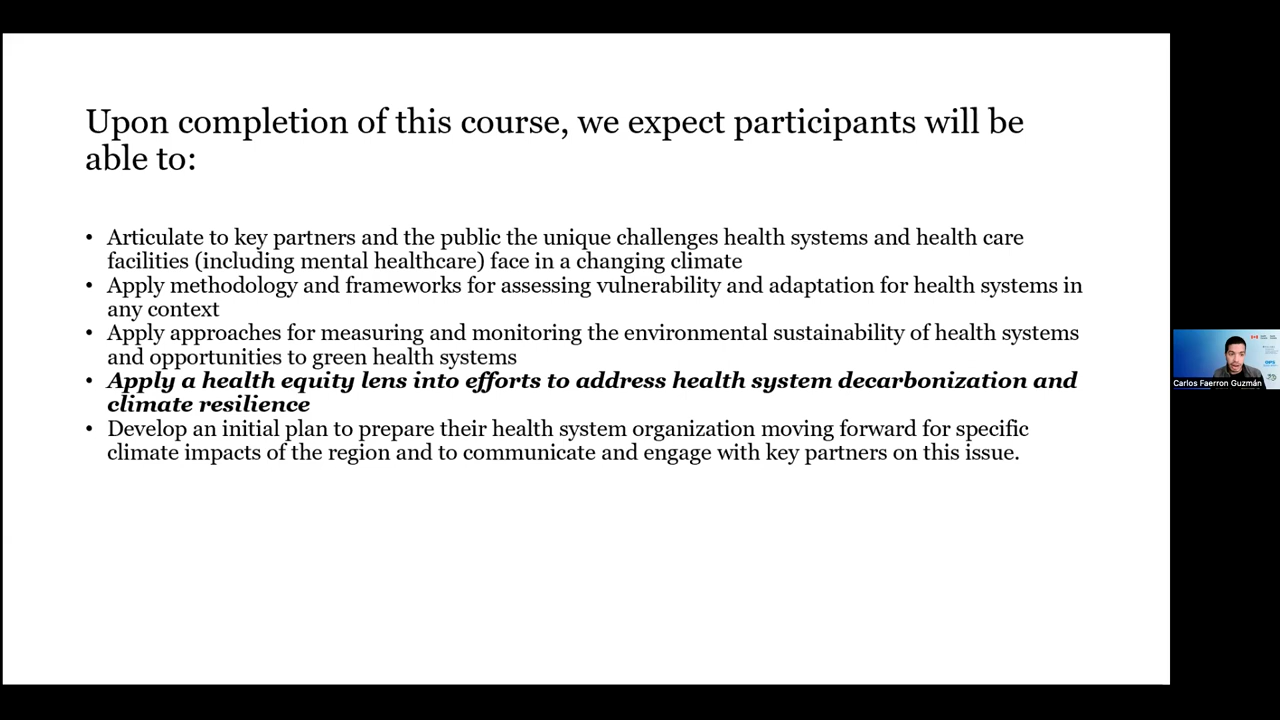 Upon completion of this course, we expect participants will be
able to:
• Articulate to key partners and the public the unique challenges health systems and health care
facilities (including mental healthcare) face in a changing climate
• Apply methodology and frameworks for assessing vulnerability and adaptation for health systems in
any context
• Apply approaches for measuring and monitoring the environmental sustainability of health systems
and opportunities to green health systems
• Apply a health equity lens into efforts to address health system decarbonization and
climate resilience
• Develop an initial plan to prepare their health system organization moving forward for specific
climate impacts of the region and to communicate and engage with key partners on this issue.
Carlos Faerron Guzmán